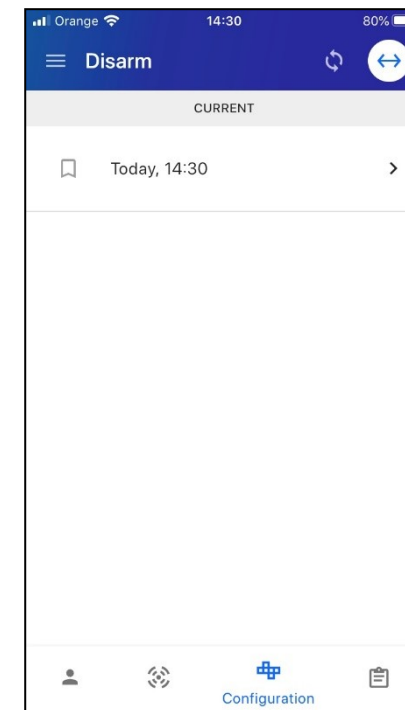 Orange 14:30 80%
Disarm
CURRENT
Today, 14:30
Configuration